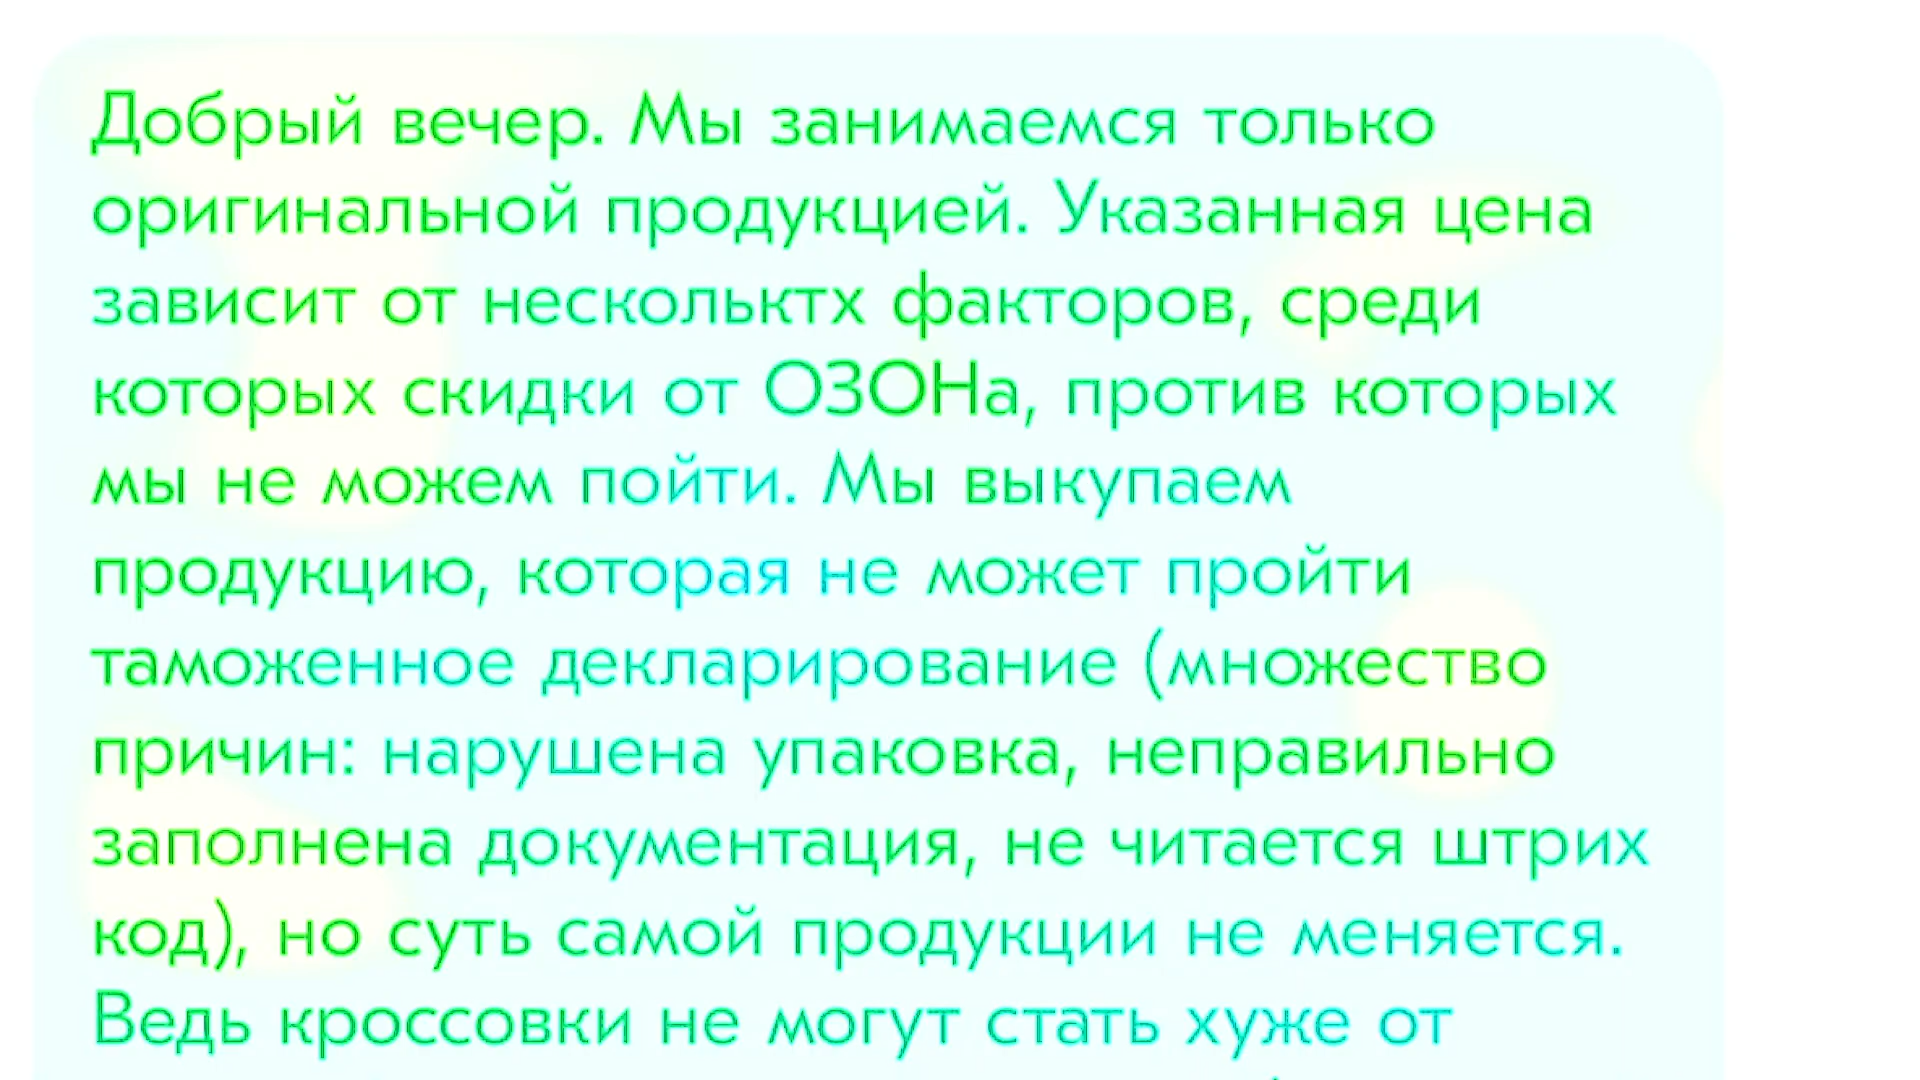 Добрый вечер. Мы занимаемся только
оригинальной продукцией. Указанная цена
зависит от несколько﻿ктх факторов, среди
которых скидки от ОЗОНа, против которых
мы не можем пойти. Мы выкупаем
продукцию, которая не может пройти
таможенное декларирование (множество
причин: нарушена упаковка, неправильно
заполнена документация, не читается штрих
код), но суть самой продукции не меняется.
Ведь кроссовки не могут стать хуже от